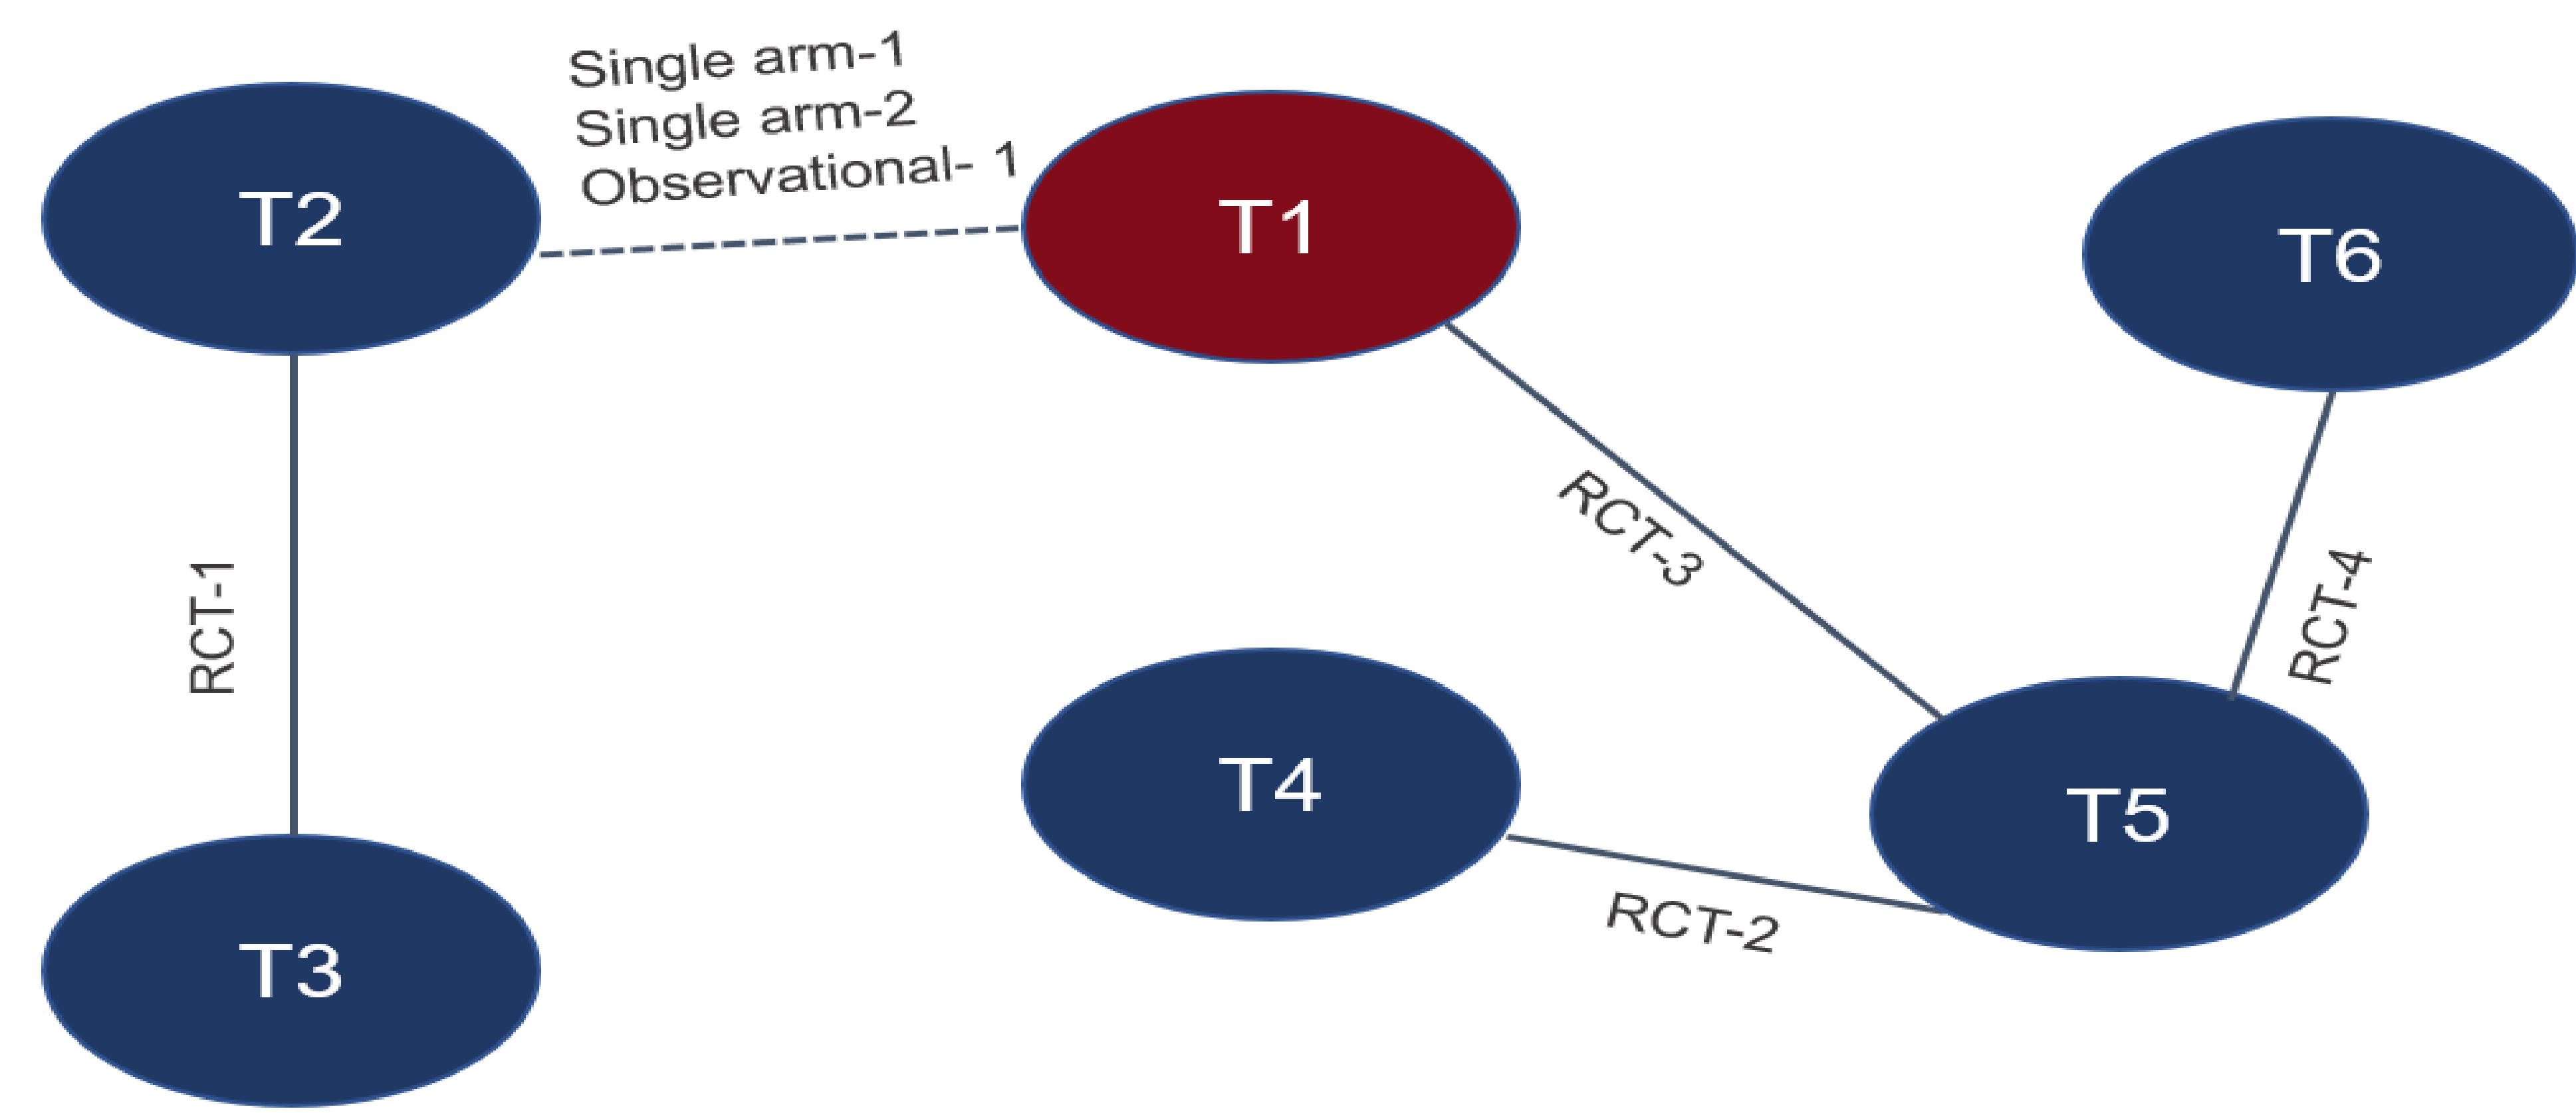 Single arm-1
Single arm-2
Observational- 1
T2
T1
T6
RCT-1
RCT-3
RCT-4
T4
T5
RCT-2
T3